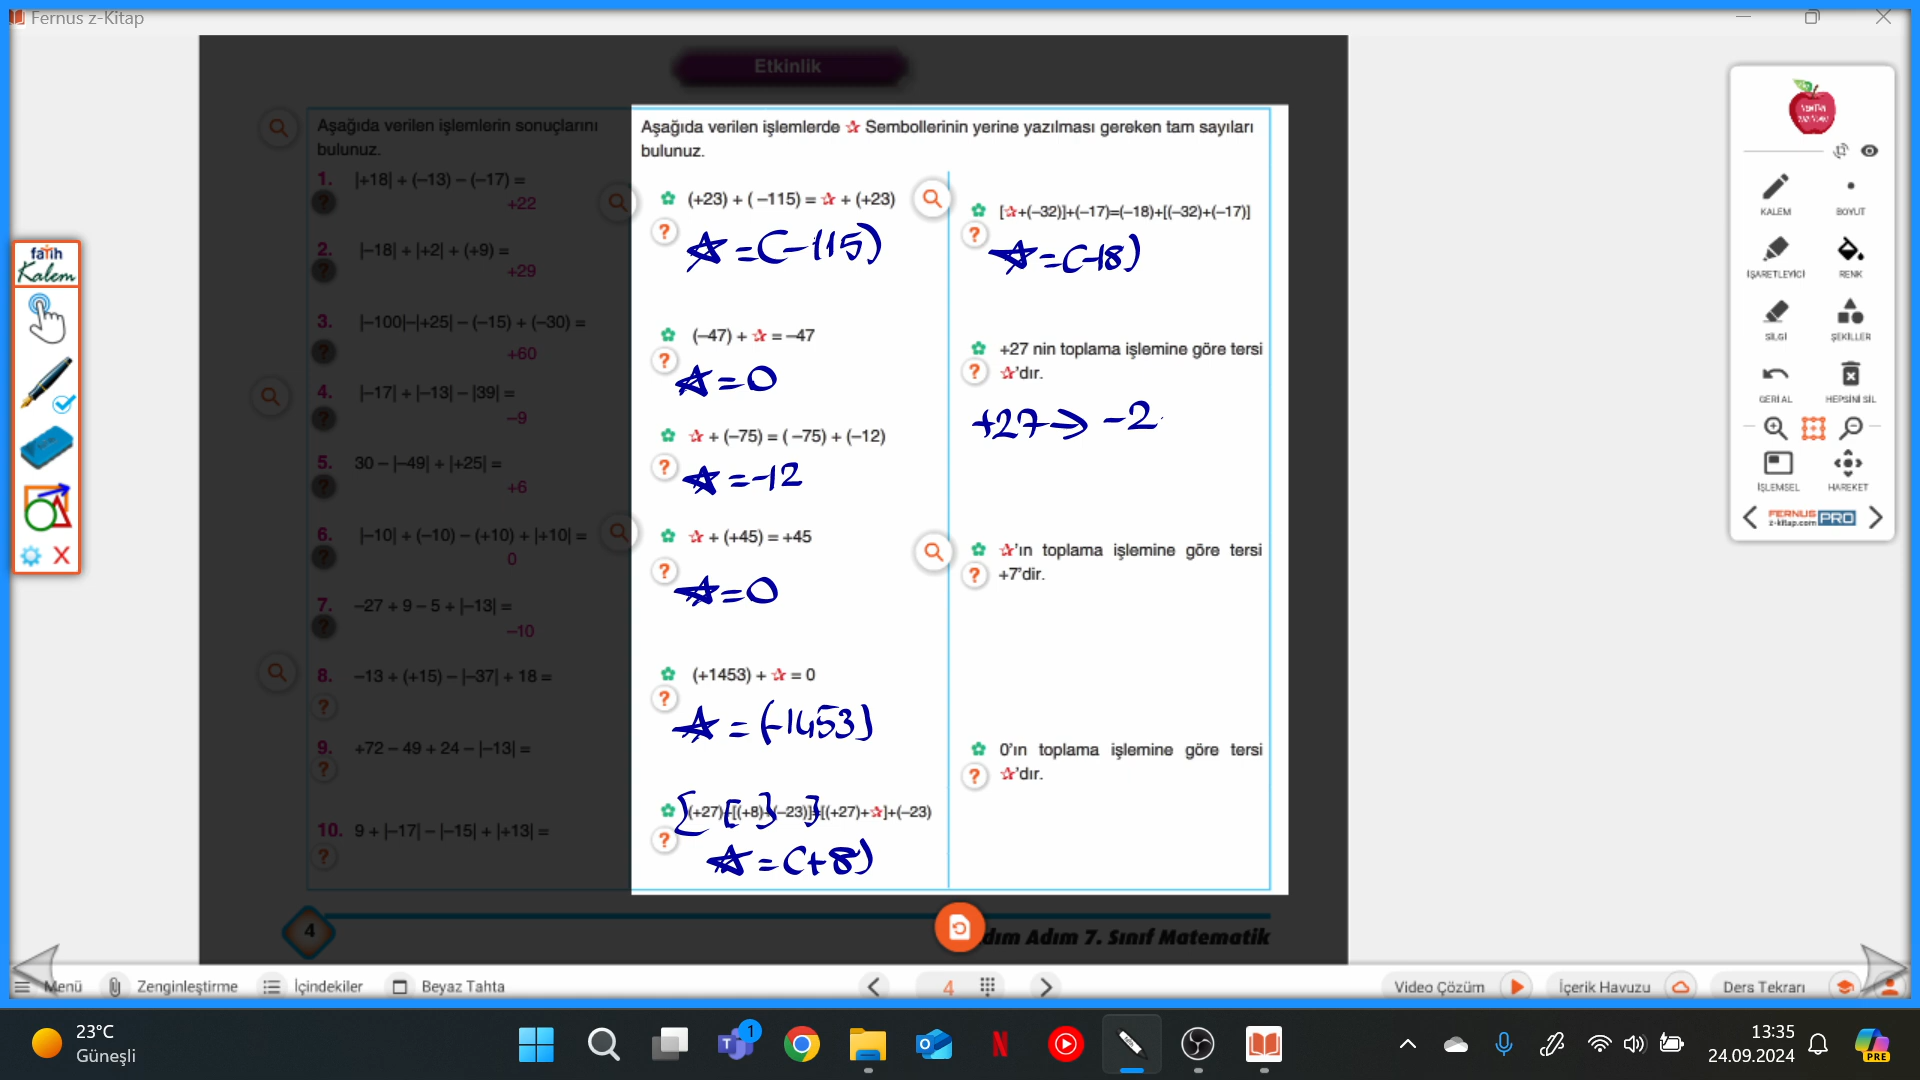 Fernus z-Kitap
Etkinlik
Aşağıda verilen işlemlerin sonuçlarını
bulunuz.
1. |+18| + (–13) – (–17) =
+22
2. |–18| + |+2| + (+9) =
+29
3. |–100|–|+25| – (–15) + (–30) =
+60
4. |–17| + |–13| – |39| =
–9
5. 30 – |–49| + |+25| =
+6
6. |–10| + (–10) – (+10) + |+10| =
0
7. –27 + 9 – 5 + |–13| =
–10
8. –13 + (+15) – |–37| + 18 =
9. +72 – 49 + 24 – |–13| =
10. 9 + |–17| – |–15| + |+13| =
Aşağıda verilen işlemlerde ☆ Sembollerinin yerine yazılması gereken tam sayıları
bulunuz.
(+23) + ( –115) = ☆ + (+23)
☆ = (–115)
(–47) + ☆ = –47
☆ = 0
☆ + (–75) = ( –75) + (–12)
☆ = –12
☆ + (+45) = +45
☆ = 0
(+1453) + ☆ = 0
☆ = (–1453)
(+27)+[(+8)+(–23)]=[(+27)+☆]+(–23)
[ [ ] ]
☆ = (+8)
[☆+(–32)]+(–17)=(–18)+[(–32)+(–17)]
☆ = (–18)
+27 nin toplama işlemine göre tersi
☆'dır.
+27 → –2
☆'ın toplama işlemine göre tersi
+7'dir.
0'ın toplama işlemine göre tersi
☆'dır.
4
dım Adım 7. Sınıf Matematik
fatih
Kalem
KALEM
BOYUT
İŞARETLEYİCİ
RENK
SİLGİ
ŞEKİLLER
GERİ AL
HEPSİNİ SİL
İŞLEMSEL
HAREKET
FERNUS
z-kitap.com
PRO
Menü
Zenginleştirme
İçindekiler
Beyaz Tahta
4
Video Çözüm
İçerik Havuzu
Ders Tekrarı
23°C
Güneşli
1
13:35
24.09.2024
PRE